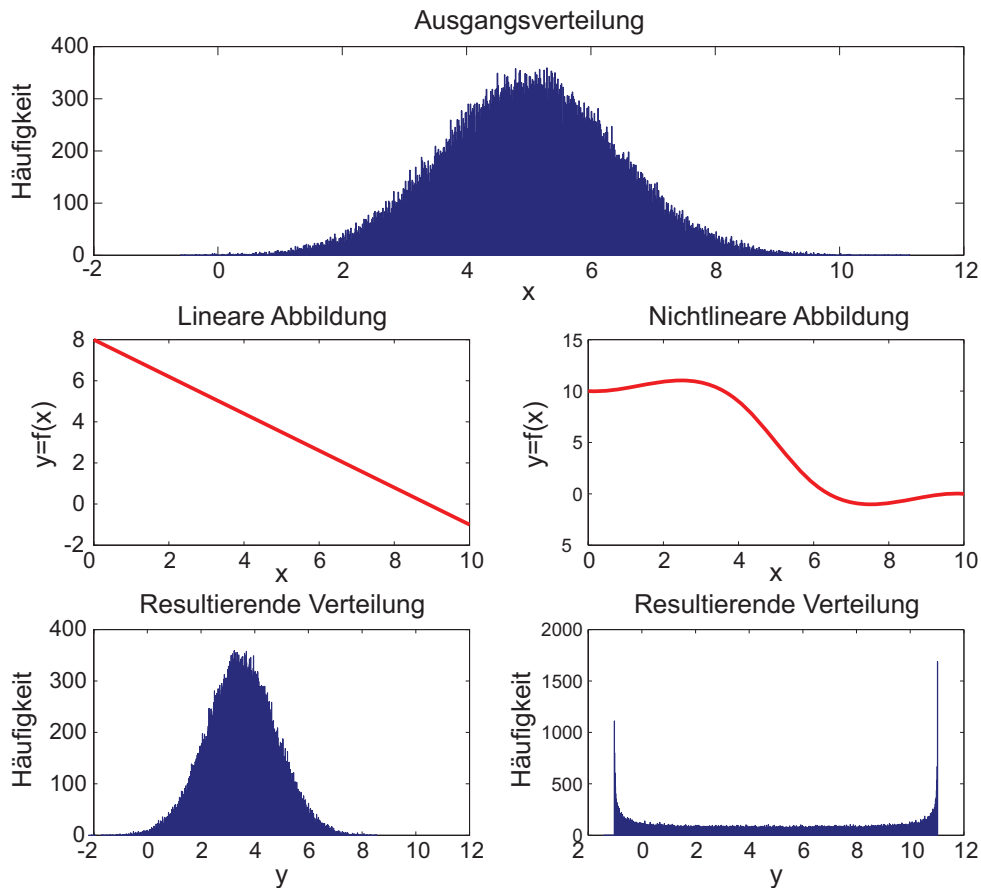 Ausgangsverteilung
400
300
200
100
0
Häufigkeit
-2 0 2 4 6 8 10 12
x
Lineare Abbildung
8
6
4
2
0
-2
y=f(x)
0 2 4 6 8 10
x
Nichtlineare Abbildung
15
10
5
0
5
y=f(x)
0 2 4 6 8 10
x
Resultierende Verteilung
400
300
200
100
0
Häufigkeit
-2 0 2 4 6 8 10 12
y
Resultierende Verteilung
2000
1500
1000
500
0
Häufigkeit
2 0 2 4 6 8 10 12
y